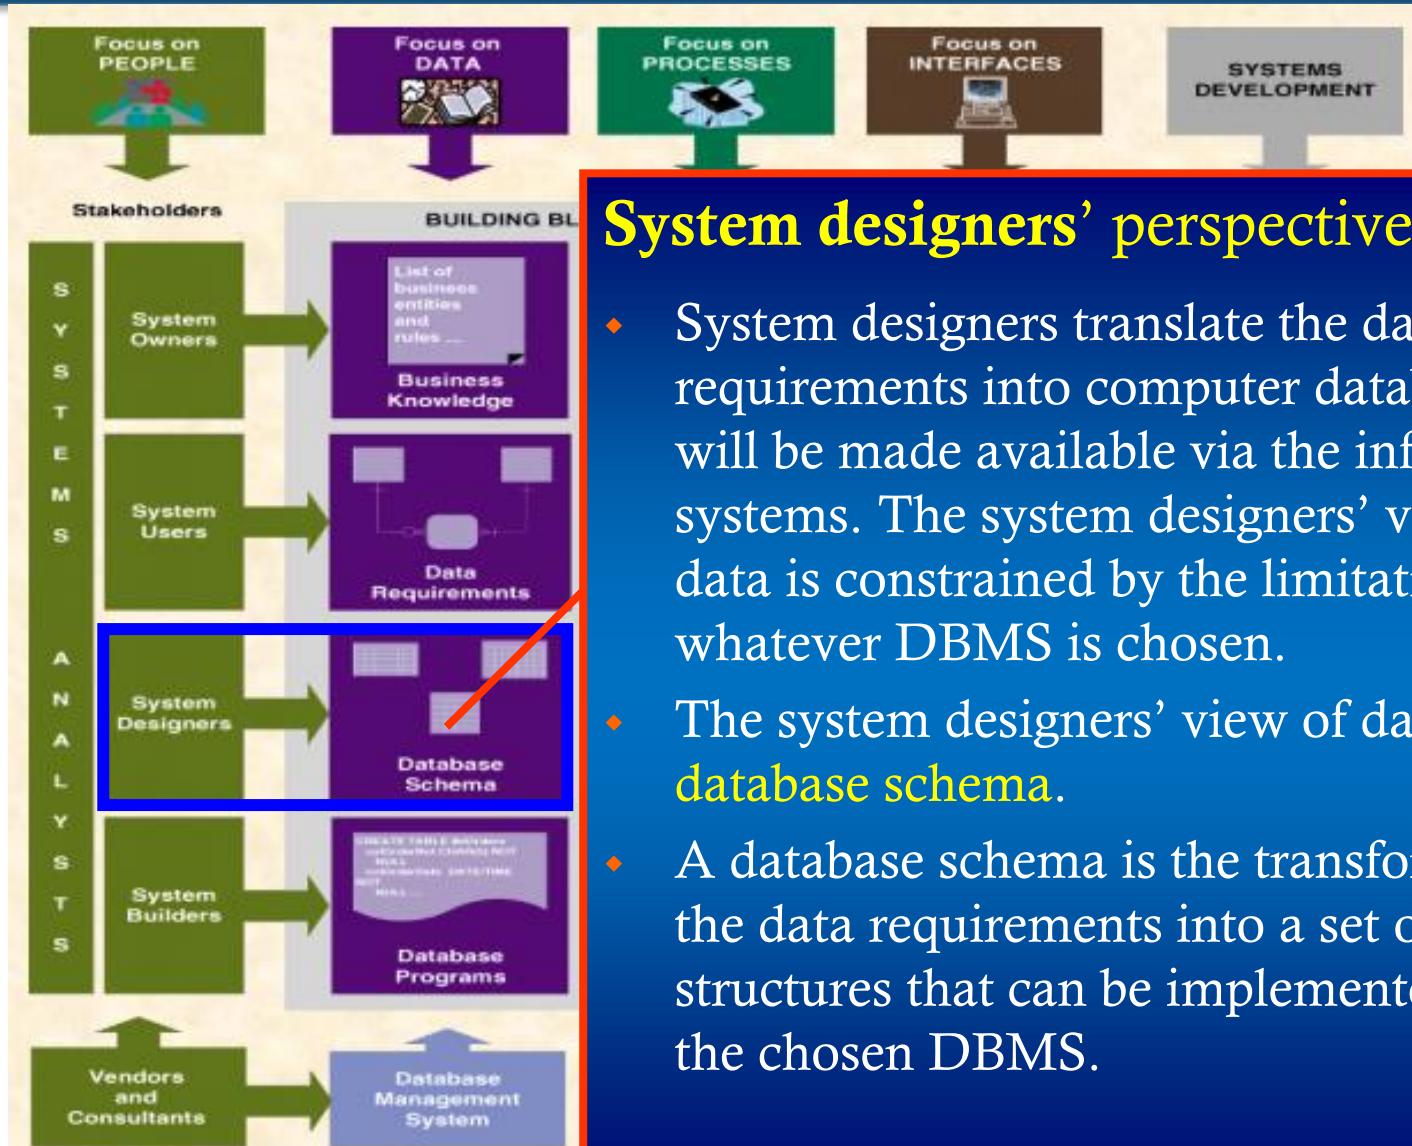 Focus on
PEOPLE
Focus on
DATA
Focus on
PROCESSES
Focus on
INTERFACES
SYSTEMS
DEVELOPMENT
Stakeholders
BUILDING BL
SYSTEMS ANALYSTS
System
Owners
List of
business
entities
and
rules ...
Business
Knowledge
System
Users
Data
Requirements
System
Designers
Database
Schema
System
Builders
NULL
Database
Programs
Vendors
and
Consultants
Database
Management
System
System designers’ perspective
System designers translate the da
requirements into computer data
will be made available via the inf
systems. The system designers’ v
data is constrained by the limitat
whatever DBMS is chosen.
The system designers’ view of da
database schema.
A database schema is the transfo
the data requirements into a set o
structures that can be implemente
the chosen DBMS.